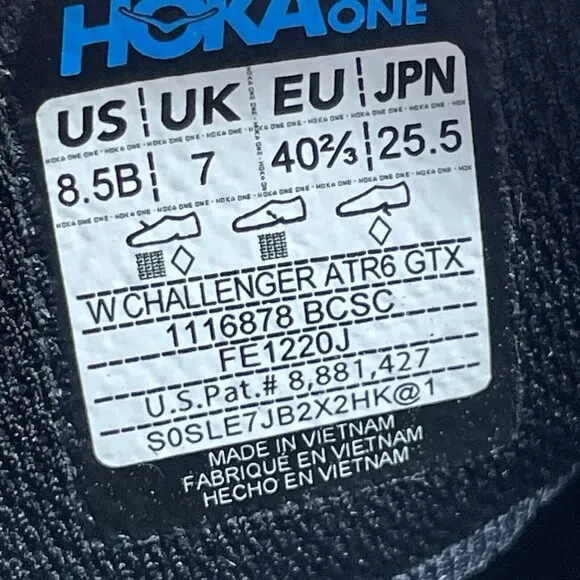 HOKA ONE
US UK EU JPN
8.5B 7 40⅔ 25.5
W CHALLENGER ATR6 GTX
1116878 BCSC
FE1220J
U.S.Pat.# 8,881,427
S0SLE7JB2X2HK@1
MADE IN VIETNAM
FABRIQUÉ EN VIETNAM
HECHO EN VIETNAM